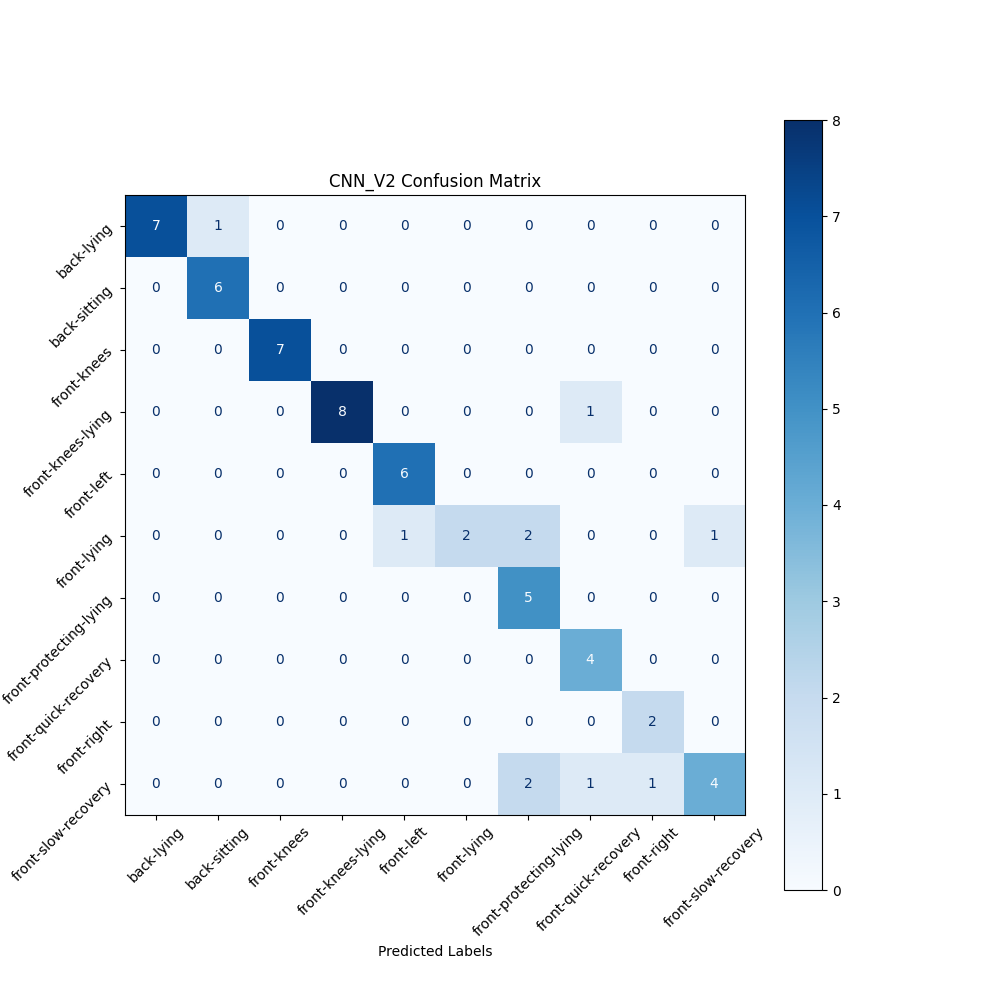 CNN_V2 Confusion Matrix
back-lying 7 1 0 0 0 0 0 0 0 0
back-sitting 0 6 0 0 0 0 0 0 0 0
front-knees 0 0 7 0 0 0 0 0 0 0
front-knees-lying 0 0 0 8 0 0 0 1 0 0
front-left 0 0 0 0 6 0 0 0 0 0
front-lying 0 0 0 0 1 2 2 0 0 1
front-protecting-lying 0 0 0 0 0 0 5 0 0 0
front-quick-recovery 0 0 0 0 0 0 0 4 0 0
front-right 0 0 0 0 0 0 0 0 2 0
front-slow-recovery 0 0 0 0 0 0 2 1 1 4
back-lying
back-sitting
front-knees
front-knees-lying
front-left
front-lying
front-protecting-lying
front-quick-recovery
front-right
front-slow-recovery
Predicted Labels
8
7
6
5
4
3
2
1
0